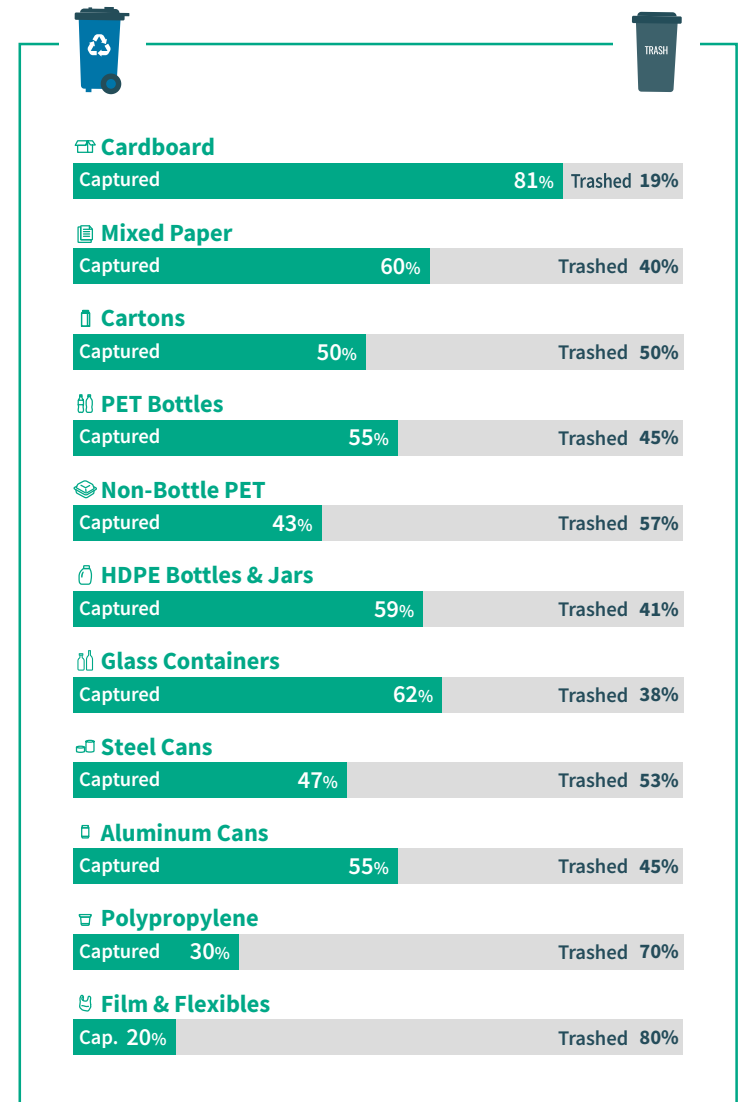 TRASH
Cardboard
Captured 81% Trashed 19%
Mixed Paper
Captured 60% Trashed 40%
Cartons
Captured 50% Trashed 50%
PET Bottles
Captured 55% Trashed 45%
Non-Bottle PET
Captured 43% Trashed 57%
HDPE Bottles & Jars
Captured 59% Trashed 41%
Glass Containers
Captured 62% Trashed 38%
Steel Cans
Captured 47% Trashed 53%
Aluminum Cans
Captured 55% Trashed 45%
Polypropylene
Captured 30% Trashed 70%
Film & Flexibles
Cap. 20% Trashed 80%